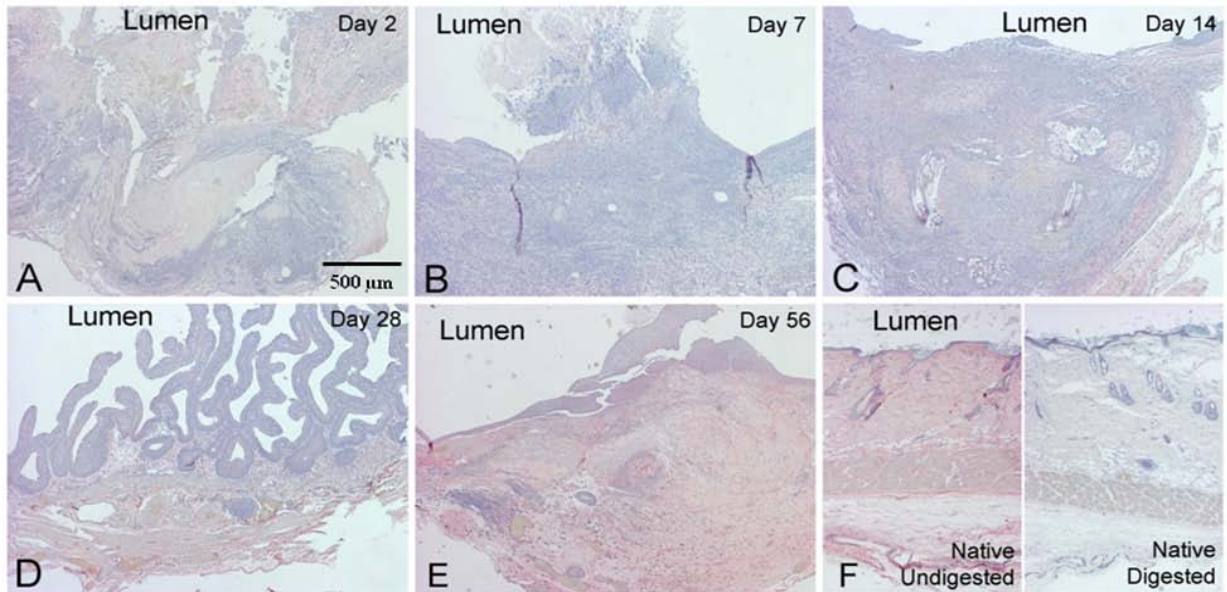 Lumen
Day 2
A
500 µm
Lumen
Day 7
B
Lumen
Day 14
C
Lumen
Day 28
D
Lumen
Day 56
E
Lumen
F
Native
Undigested
Native
Digested